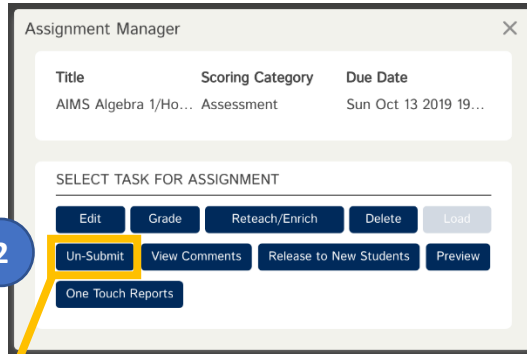 Assignment Manager
Title Scoring Category Due Date
AIMS Algebra 1/Ho... Assessment Sun Oct 13 2019 19...
SELECT TASK FOR ASSIGNMENT
Edit Grade Reteach/Enrich Delete Load
2
Un-Submit View Comments Release to New Students Preview
One Touch Reports